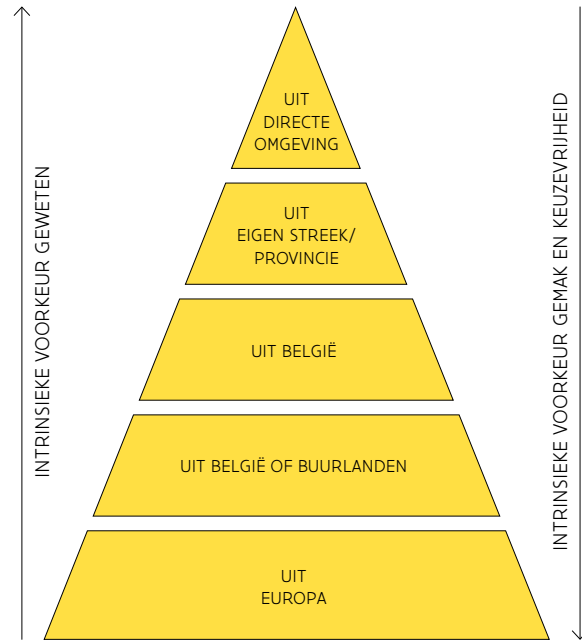 UIT
DIRECTE
OMGEVING
UIT
EIGEN STREEK/
PROVINCIE
UIT BELGIË
UIT BELGIË OF BUURLANDEN
UIT
EUROPA
INTRINSIEKE VOORKEUR GEWETEN
INTRINSIEKE VOORKEUR GEMAK EN KEUZEVRIJHEID